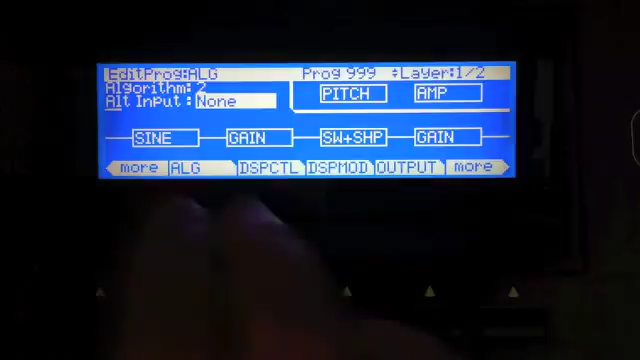 EditProg:ALG Prog 999 Layer:1/2
Algorithm: 2
Alt Input: None
PITCH AMP
SINE GAIN SW+SHP GAIN
more ALG DSPCTL DSPMOD OUTPUT more